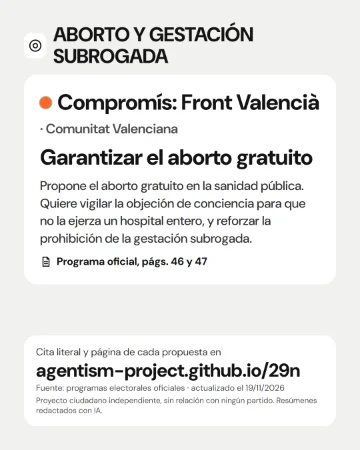 ABORTO Y GESTACIÓN
SUBROGADA
Compromís: Front Valencià
· Comunitat Valenciana
Garantizar el aborto gratuito
Propone el aborto gratuito en la sanidad pública.
Quiere vigilar la objeción de conciencia para que
no la ejerza un hospital entero, y reforzar la
prohibición de la gestación subrogada.
Programa oficial, págs. 46 y 47
Cita literal y página de cada propuesta en
agentism-project.github.io/29n
Fuente: programas electorales oficiales · actualizado el 19/11/2026
Proyecto ciudadano independiente, sin relación con ningún partido. Resúmenes
redactados con IA.